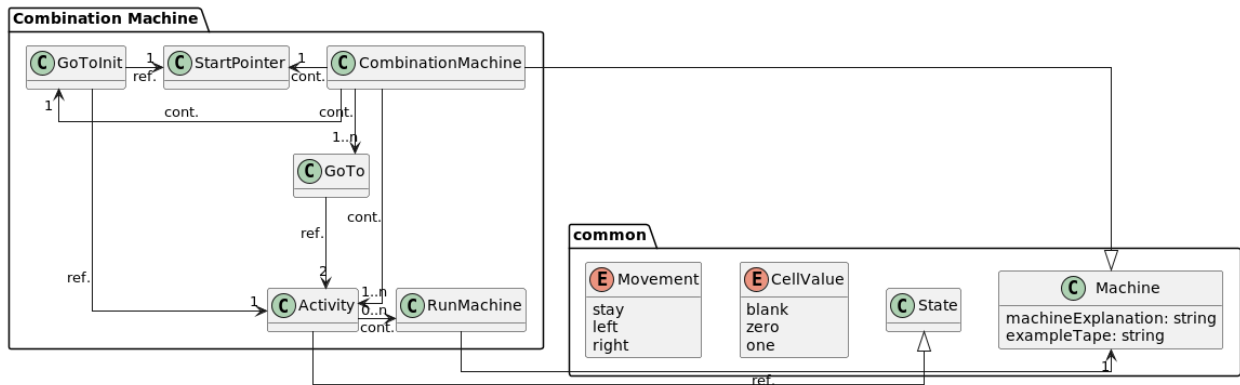 Combination Machine
C GoToInit
1
ref.
C StartPointer
1
cont.
C CombinationMachine
1
cont.
cont.
1..n
C GoTo
cont.
ref.
ref.
2
1
1..n
C Activity
0..n
cont.
C RunMachine
common
E Movement
stay
left
right
E CellValue
blank
zero
one
C State
C Machine
machineExplanation: string
exampleTape: string
1
ref.